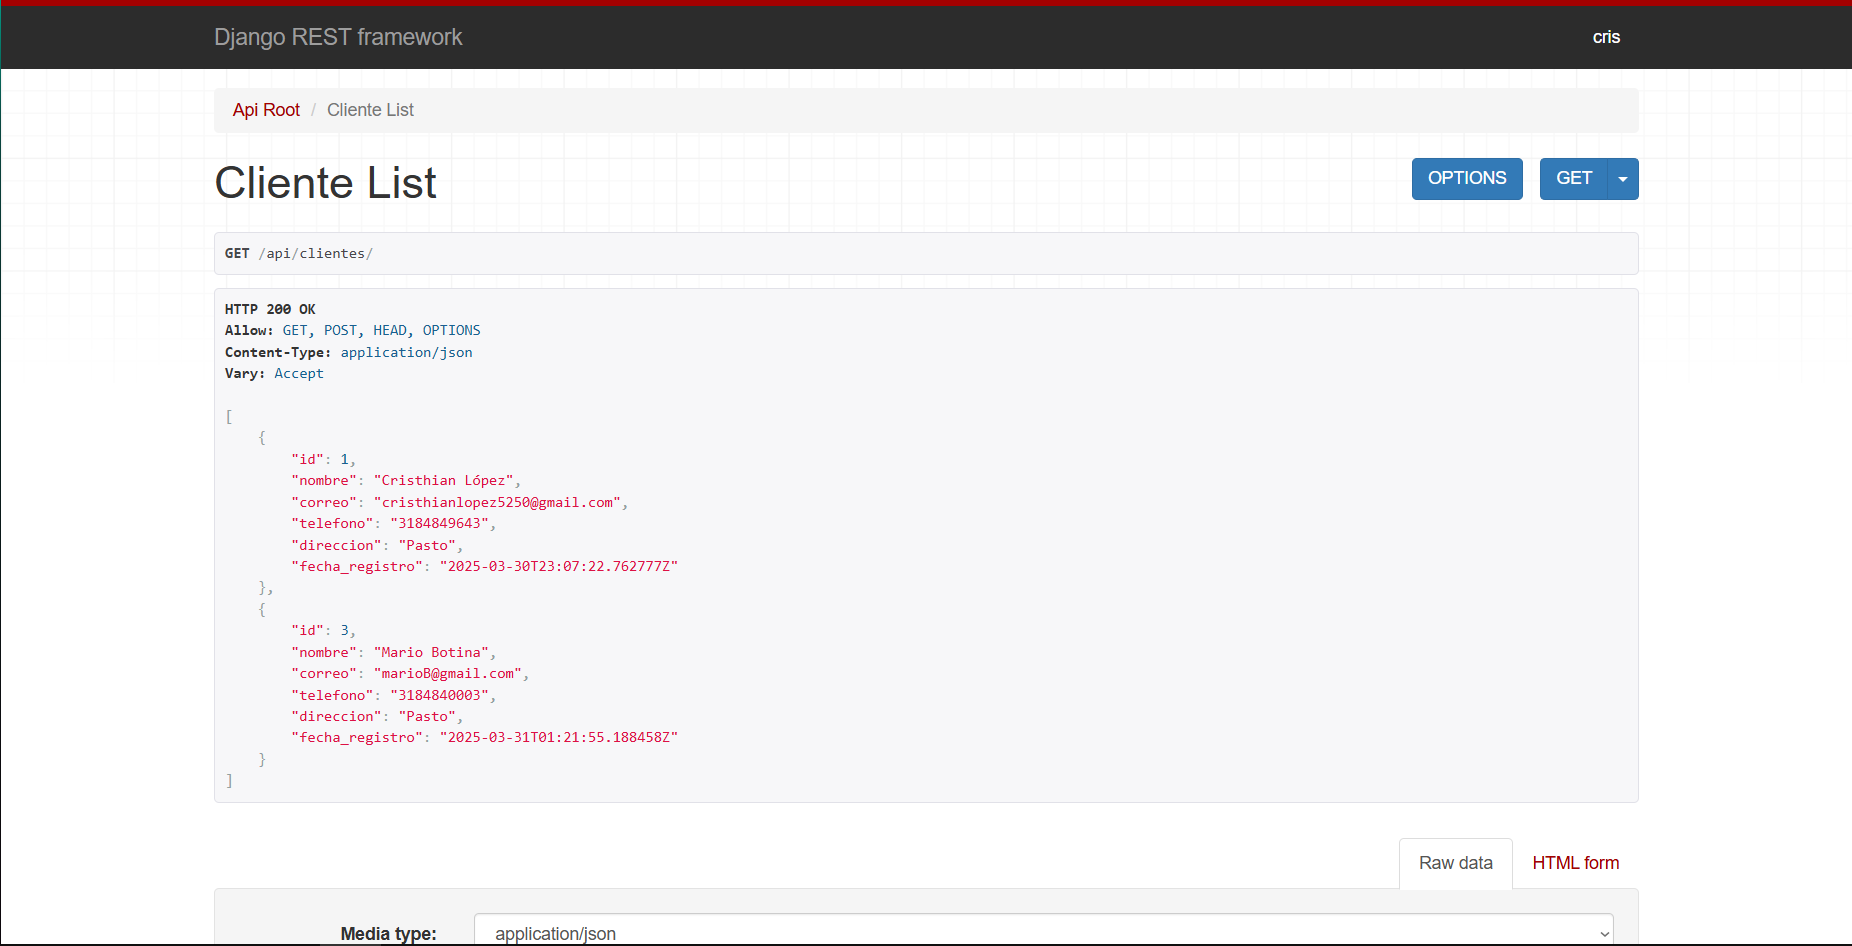 Django REST framework
cris
Api Root / Cliente List
Cliente List
OPTIONS
GET
GET /api/clientes/
HTTP 200 OK
Allow: GET, POST, HEAD, OPTIONS
Content-Type: application/json
Vary: Accept
[
    {
        "id": 1,
        "nombre": "Cristhian López",
        "correo": "cristhianlopez5250@gmail.com",
        "telefono": "3184849643",
        "direccion": "Pasto",
        "fecha_registro": "2025-03-30T23:07:22.762777Z"
    },
    {
        "id": 3,
        "nombre": "Mario Botina",
        "correo": "marioB@gmail.com",
        "telefono": "3184840003",
        "direccion": "Pasto",
        "fecha_registro": "2025-03-31T01:21:55.188458Z"
    }
]
Raw data
HTML form
Media type:
application/json